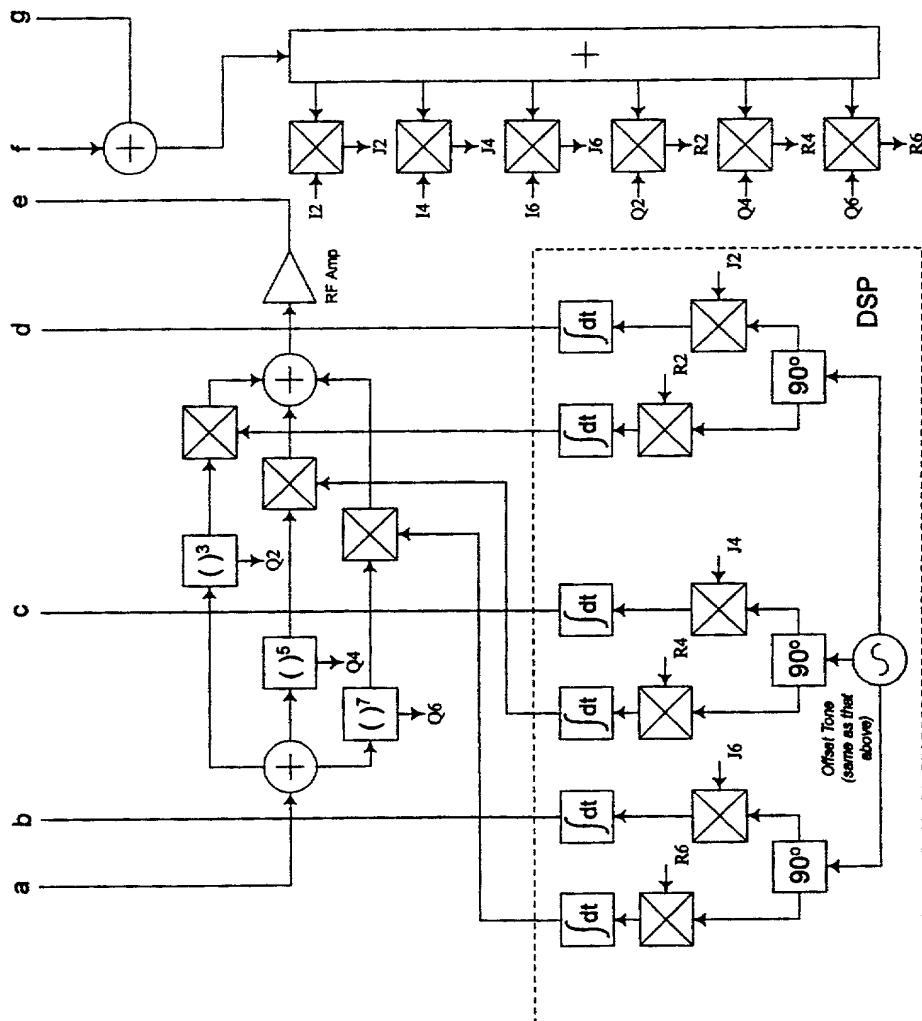 a
b
c
d
e
f
g
+
+
+
+
( )³
( )⁵
( )⁷
Q2
Q4
Q6
RF Amp
I2
J2
I4
J4
I6
J6
Q2
R2
Q4
R4
Q6
R6
∫dt
∫dt
∫dt
∫dt
∫dt
∫dt
R6
J6
R4
J4
R2
J2
90°
90°
90°
Offset Tone
(same as that
above)
DSP